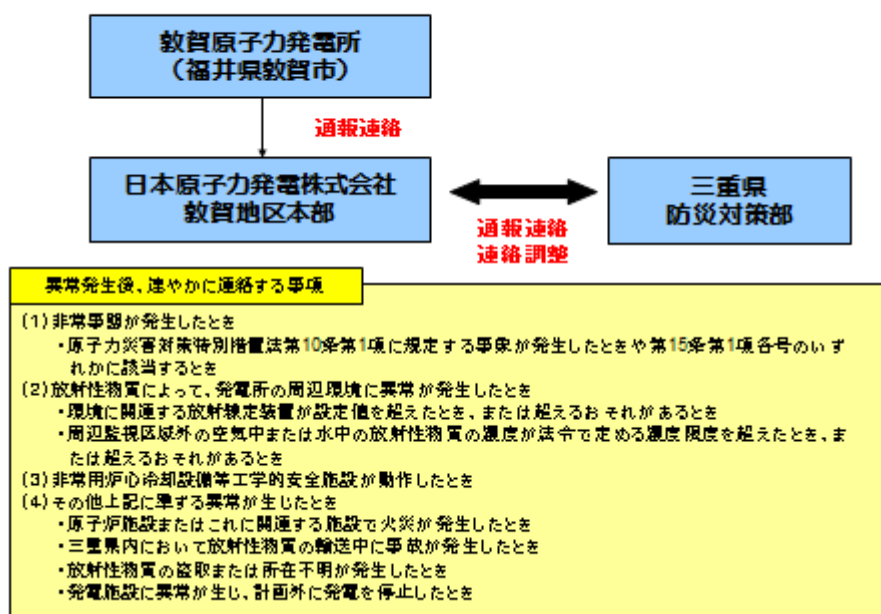 敦賀原子力発電所
（福井県敦賀市）
通報連絡
日本原子力発電株式会社
敦賀地区本部
三重県
防災対策部
通報連絡
連絡調整
異常発生後、速やかに連絡する事項
(1)非常事態が発生したとき
・原子力災害対策特別措置法第10条第1項に規定する事象が発生したときや第15条第1項各号のいず
れかに該当するとき
(2)放射性物質によって、発電所の周辺環境に異常が発生したとき
・環境に関連する放射線測定装置が設定値を超えたとき、または超えるおそれがあるとき
・周辺監視区域外の空気中または水中の放射性物質の濃度が法令で定める濃度限度を超えたとき、ま
たは超えるおそれがあるとき
(3)非常用炉心冷却設備等工学的安全施設が動作したとき
(4)その他上記に準ずる異常が生じたとき
・原子炉施設またはこれに関連する施設で火災が発生したとき
・三重県内において放射性物質の輸送中に事故が発生したとき
・放射性物質の盗取または所在不明が発生したとき
・発電施設に異常が生じ、計画外に発電を停止したとき